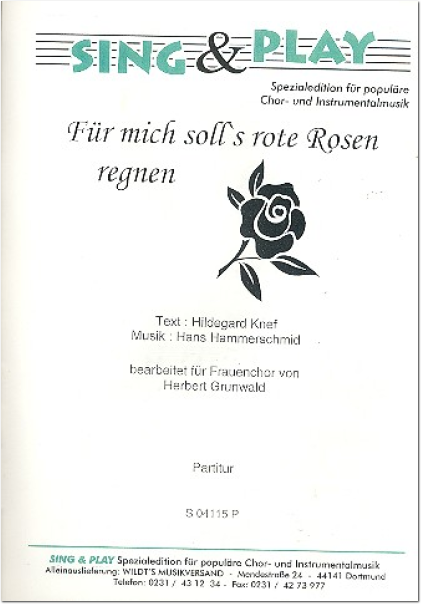 SING & PLAY
Spezialedition für populäre
Chor- und Instrumentalmusik
Für mich soll`s rote Rosen
regnen
Text : Hildegard Knef
Musik : Hans Hammerschmid
bearbeitet für Frauenchor von
Herbert Grunwald
Partitur
S 04115 P
SING & PLAY Spezialedition für populäre Chor- und Instrumentalmusik
Alleinauslieferung: WILDT'S MUSIKVERSAND - Mendestraße 24 - 44141 Dortmund
Telefon: 0231 / 43 12 34 - Fax: 0231 / 42 73 977